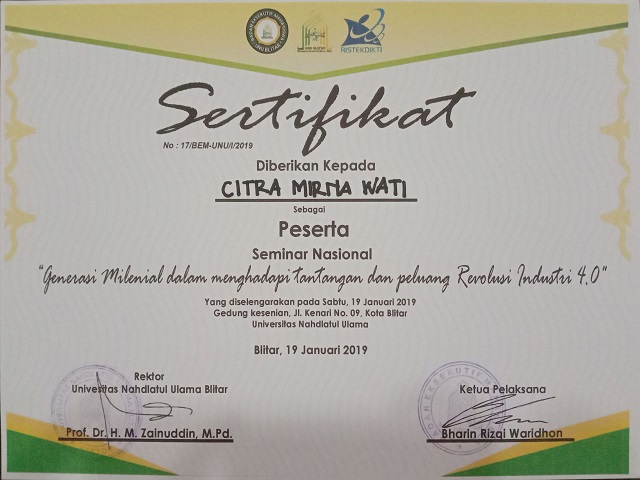 RISTEKDIKTI
Sertifikat
No : 17/BEM-UNU/I/2019
Diberikan Kepada
CITRA MIRNA WATI
Sebagai
Peserta
Seminar Nasional
"Generasi Milenial dalam menghadapi tantangan dan peluang Revolusi Industri 4.0"
Yang diselengarakan pada Sabtu, 19 Januari 2019
Gedung kesenian, Jl. Kenari No. 09, Kota Blitar
Universitas Nahdlatul Ulama
Blitar, 19 Januari 2019
Rektor
Universitas Nahdlatul Ulama Blitar
Prof. Dr. H. M. Zainuddin, M.Pd.
Ketua Pelaksana
Bharin Rizqi Waridhon